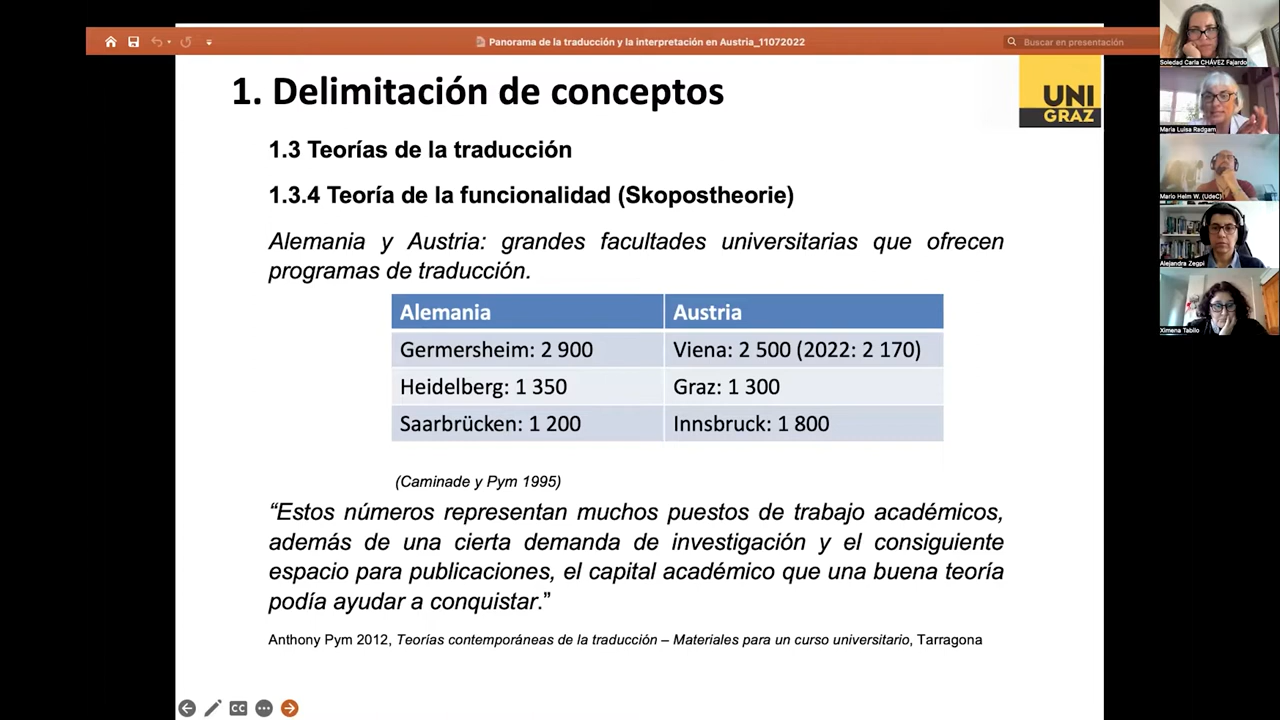 Panorama de la traducción y la interpretación en Austria_11072022
Buscar en presentación
1. Delimitación de conceptos
UNI
GRAZ
1.3 Teorías de la traducción
1.3.4 Teoría de la funcionalidad (Skopostheorie)
Alemania y Austria: grandes facultades universitarias que ofrecen
programas de traducción.
Alemania Austria
Germersheim: 2 900 Viena: 2 500 (2022: 2 170)
Heidelberg: 1 350 Graz: 1 300
Saarbrücken: 1 200 Innsbruck: 1 800
(Caminade y Pym 1995)
“Estos números representan muchos puestos de trabajo académicos,
además de una cierta demanda de investigación y el consiguiente
espacio para publicaciones, el capital académico que una buena teoría
podía ayudar a conquistar.”
Anthony Pym 2012, Teorías contemporáneas de la traducción – Materiales para un curso universitario, Tarragona
CC
Soledad Carla CHÁVEZ Fajardo
María Luisa Redgam
Mario Helm W. (UdeC)
Alejandra Zegpi
Ximena Tabilo